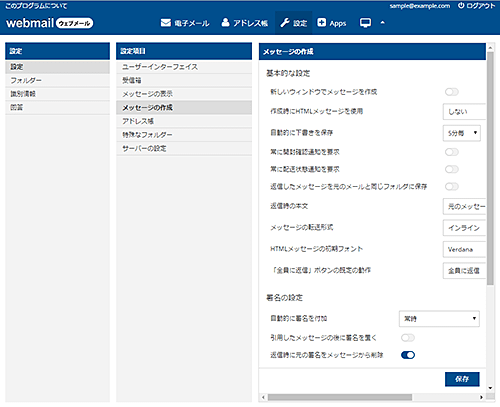 このプログラムについて
sample@example.com ログアウト
webmail ウェブメール
電子メール アドレス帳 設定 Apps
設定
設定
フォルダー
識別情報
回答
設定項目
ユーザーインターフェイス
受信箱
メッセージの表示
メッセージの作成
アドレス帳
特殊なフォルダー
サーバーの設定
メッセージの作成
基本的な設定
新しいウィンドウでメッセージを作成
作成時にHTMLメッセージを使用 しない
自動的に下書きを保存 5分毎
常に開封確認通知を要求
常に配送状態通知を要求
返信したメッセージを元のメールと同じフォルダに保存
返信時の本文 元のメッセー
メッセージの転送形式 インライン
HTMLメッセージの初期フォント Verdana
「全員に返信」ボタンの既定の動作 全員に返信
署名の設定
自動的に署名を付加 常時
引用したメッセージの後に署名を置く
返信時に元の署名をメッセージから削除
保存